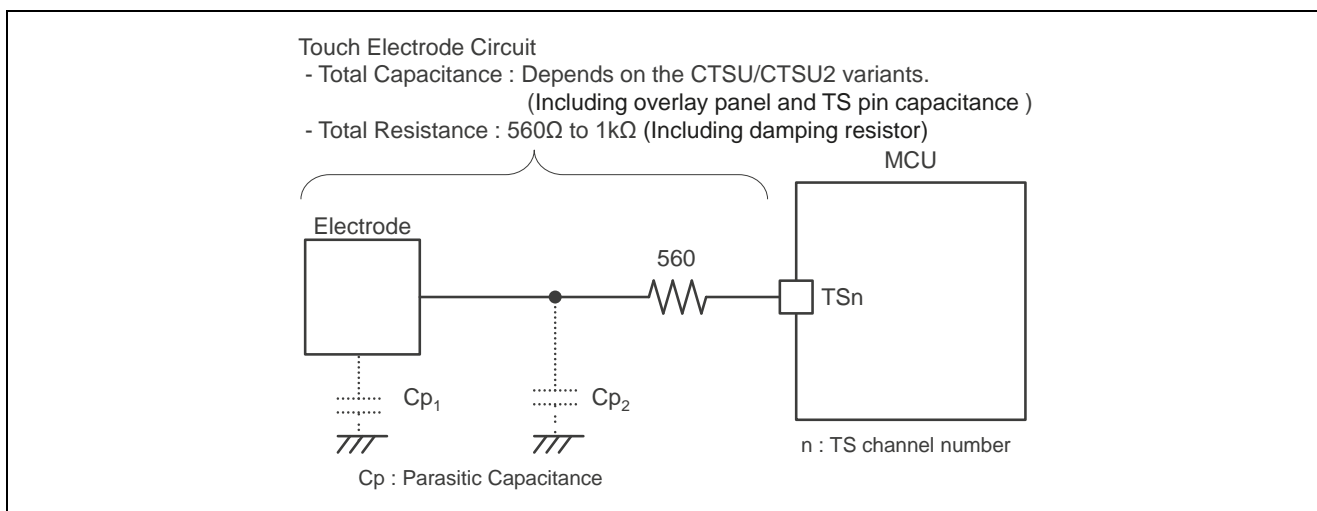 Touch Electrode Circuit
- Total Capacitance : Depends on the CTSU/CTSU2 variants.
(Including overlay panel and TS pin capacitance )
- Total Resistance : 560Ω to 1kΩ (Including damping resistor)
MCU
Electrode
560
TSn
Cp1
Cp2
n : TS channel number
Cp : Parasitic Capacitance